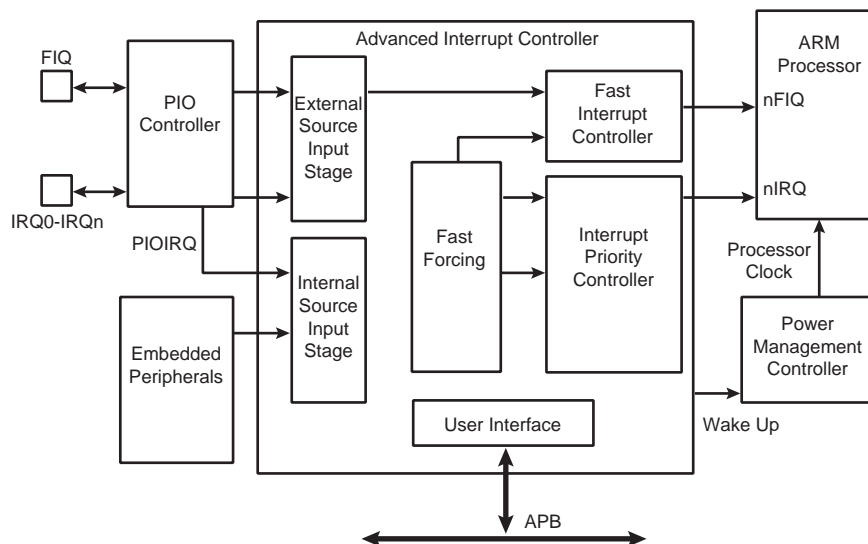 Advanced Interrupt Controller
FIQ
PIO
Controller
IRQ0-IRQn
PIOIRQ
Embedded
Peripherals
External
Source
Input
Stage
Internal
Source
Input
Stage
Fast
Forcing
Fast
Interrupt
Controller
Interrupt
Priority
Controller
User Interface
APB
ARM
Processor
nFIQ
nIRQ
Processor
Clock
Power
Management
Controller
Wake Up